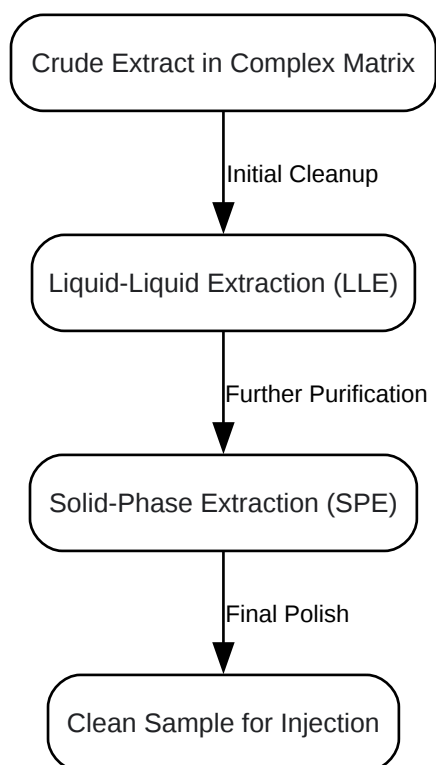 Crude Extract in Complex Matrix
Initial Cleanup
Liquid-Liquid Extraction (LLE)
Further Purification
Solid-Phase Extraction (SPE)
Final Polish
Clean Sample for Injection